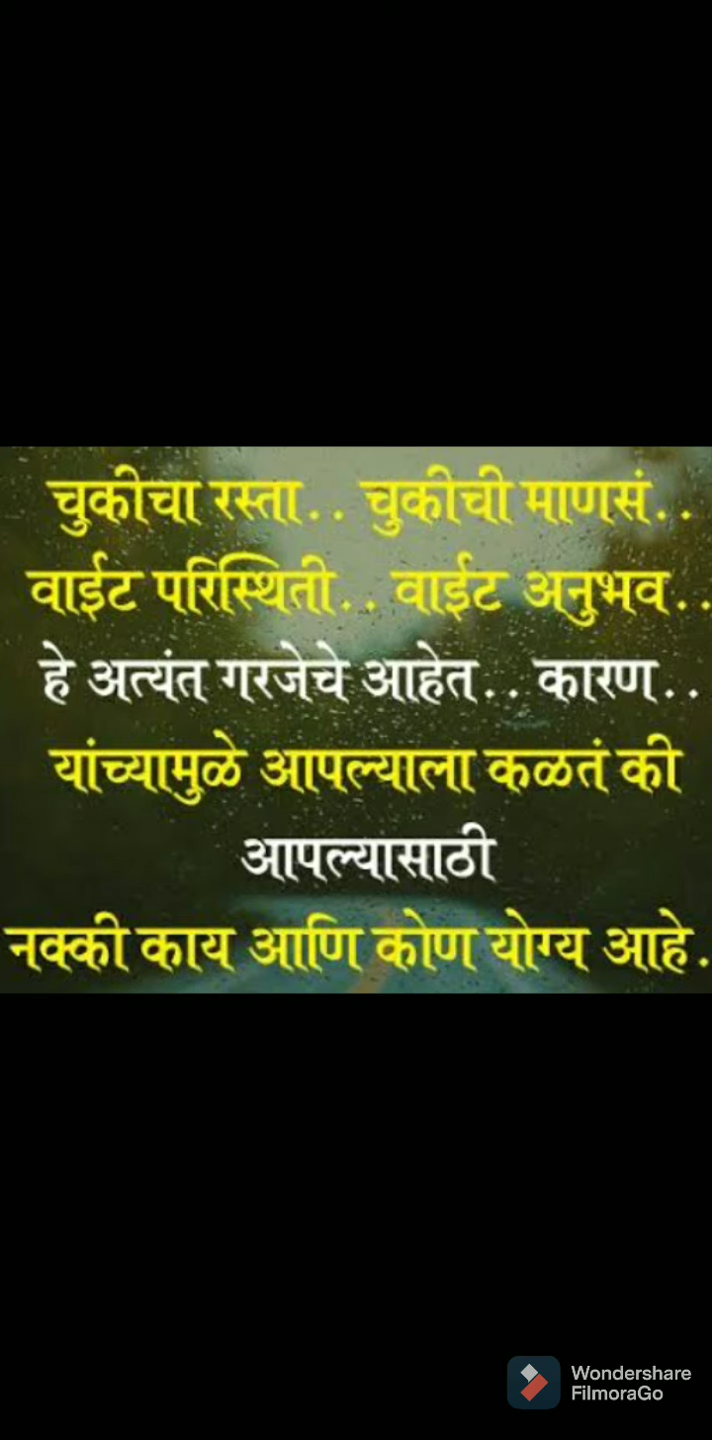 चुकीचा रस्ता.. चुकीची माणसं..
वाईट परिस्थिती.. वाईट अनुभव..
हे अत्यंत गरजेचे आहेत.. कारण..
यांच्यामुळे आपल्याला कळतं की
आपल्यासाठी
नक्की काय आणि कोण योग्य आहे.
Wondershare
FilmoraGo